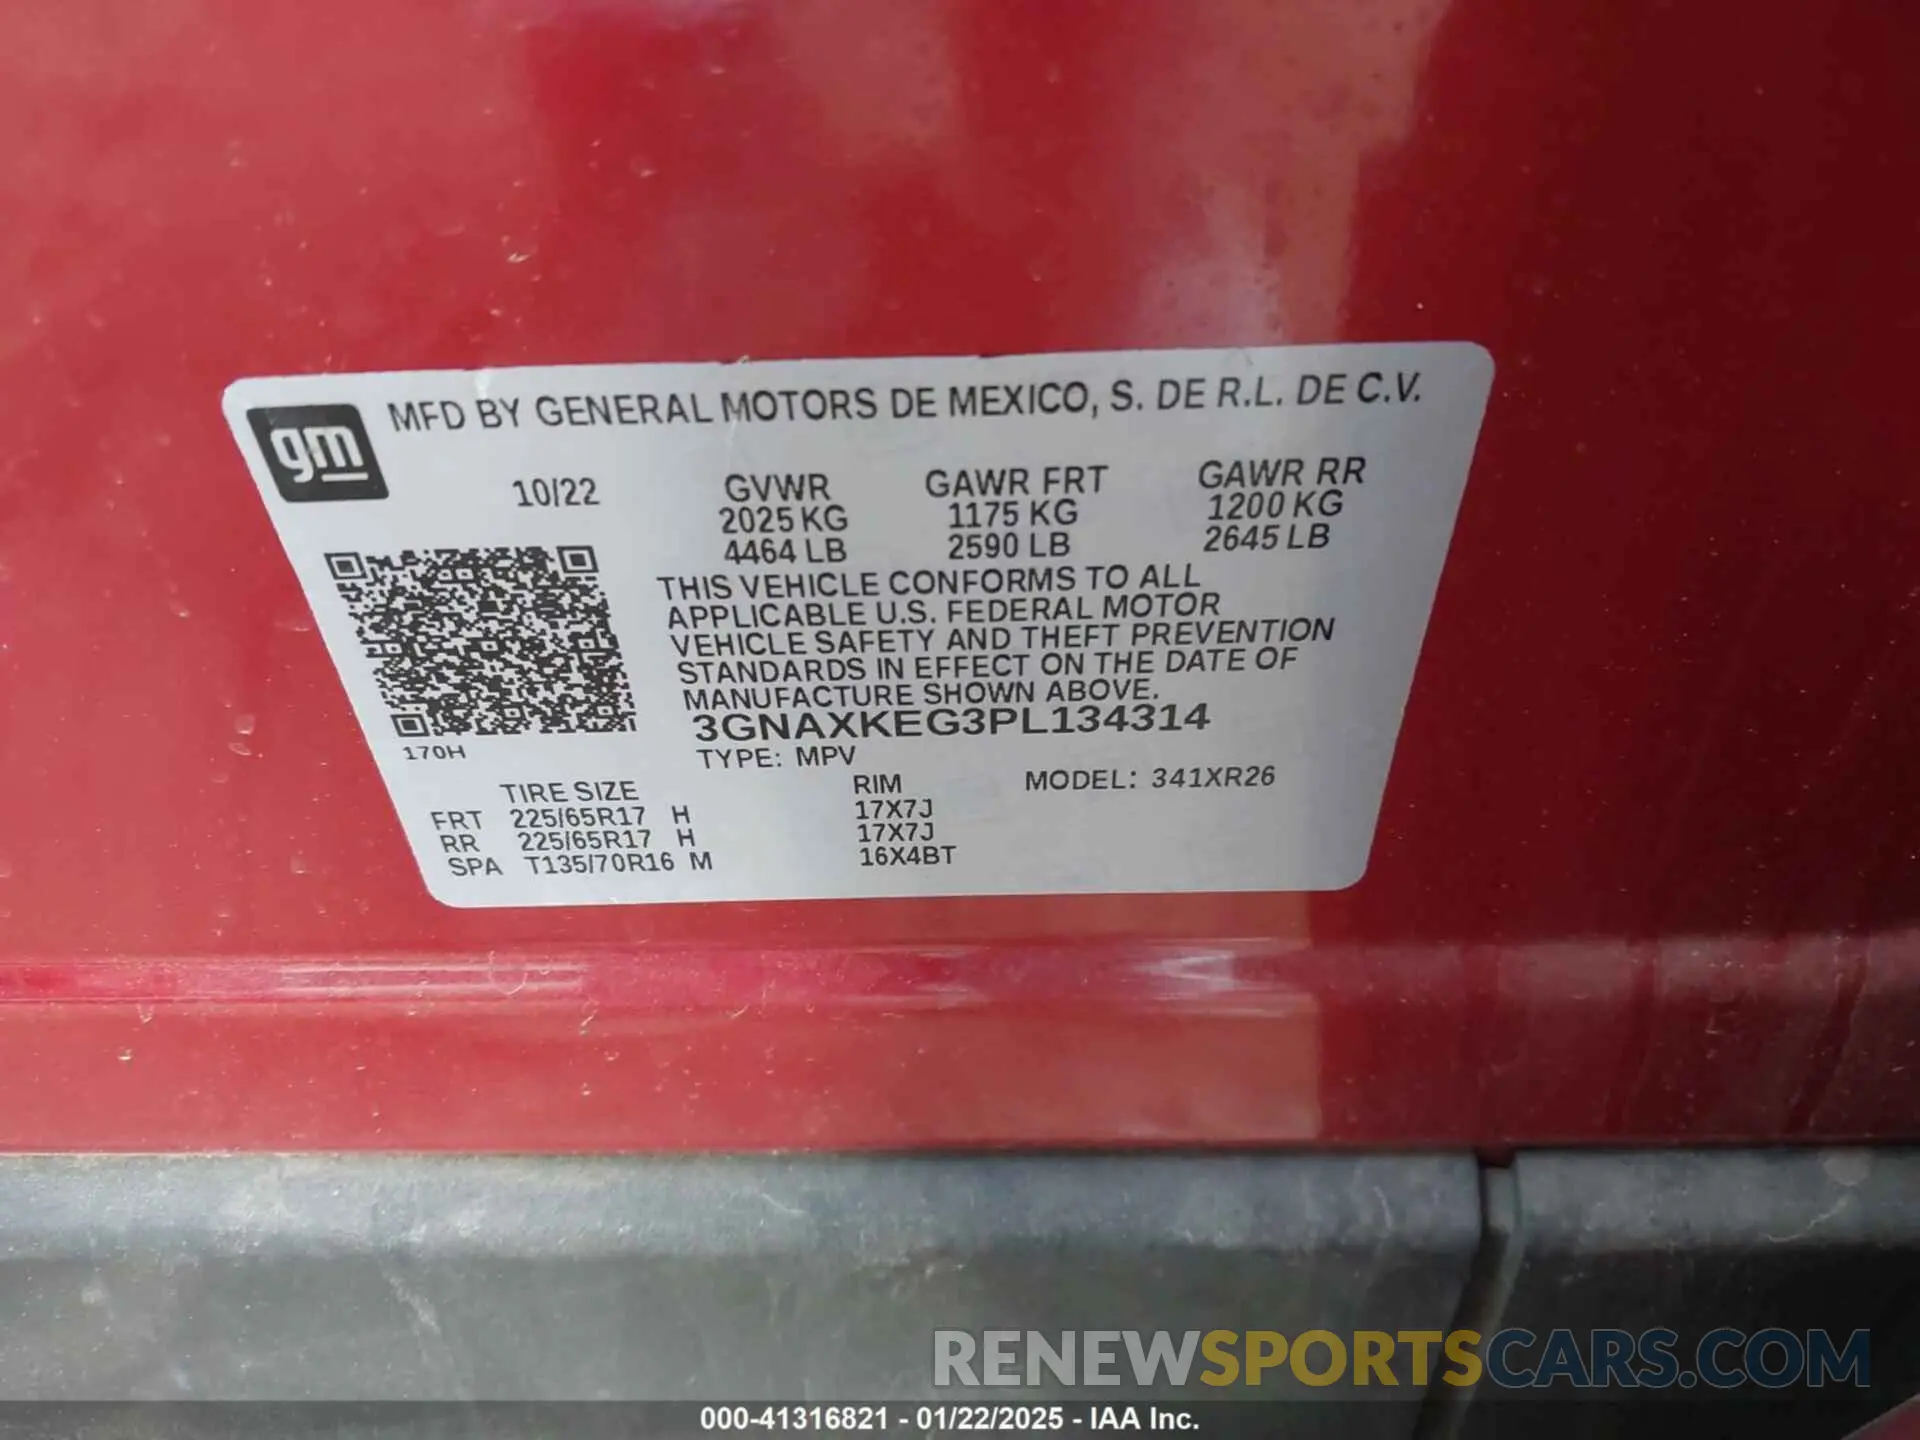 gm MFD BY GENERAL MOTORS DE MEXICO, S. DE R.L. DE C.V.
10/22 GVWR GAWR FRT GAWR RR
2025 KG 1175 KG 1200 KG
4464 LB 2590 LB 2645 LB
THIS VEHICLE CONFORMS TO ALL
APPLICABLE U.S. FEDERAL MOTOR
VEHICLE SAFETY AND THEFT PREVENTION
STANDARDS IN EFFECT ON THE DATE OF
MANUFACTURE SHOWN ABOVE.
3GNAXKEG3PL134314
170H TYPE: MPV
TIRE SIZE RIM MODEL: 341XR26
FRT 225/65R17 H 17X7J
RR 225/65R17 H 17X7J
SPA T135/70R16 M 16X4BT
RENEWSPORTSCARS.COM
000-41316821 - 01/22/2025 - IAA Inc.